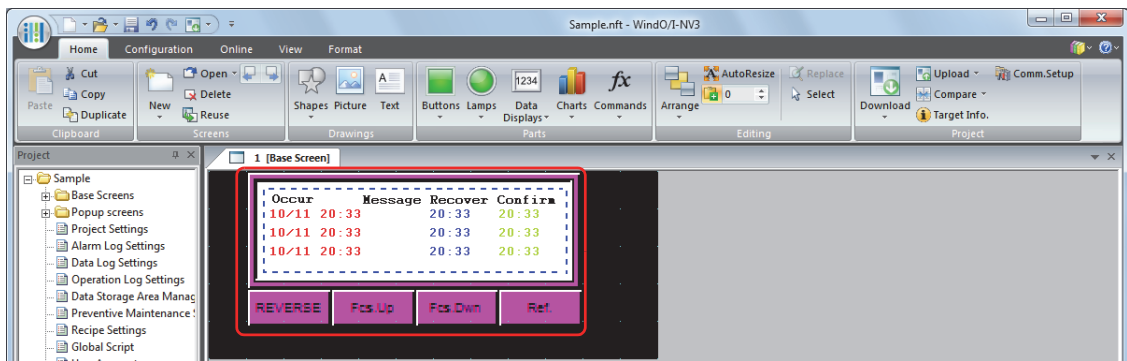 Sample.nft - WindO/I-NV3
Home Configuration Online View Format
Paste Cut Copy Duplicate
Clipboard
New Open Delete Reuse
Screens
Shapes Picture Text
Drawings
Buttons Lamps 1234 Data Displays Charts fx Commands
Parts
Arrange AutoResize 0 Replace Select
Editing
Download Upload Compare Target Info. Comm.Setup
Project
Project
1 [Base Screen]
Sample
Base Screens
Popup screens
Project Settings
Alarm Log Settings
Data Log Settings
Operation Log Settings
Data Storage Area Manag
Preventive Maintenance
Recipe Settings
Global Script
Occur Message Recover Confirm
10/11 20:33 20:33 20:33
10/11 20:33 20:33 20:33
10/11 20:33 20:33 20:33
REVERSE Fcs.Up Fcs.Dwn Ref.